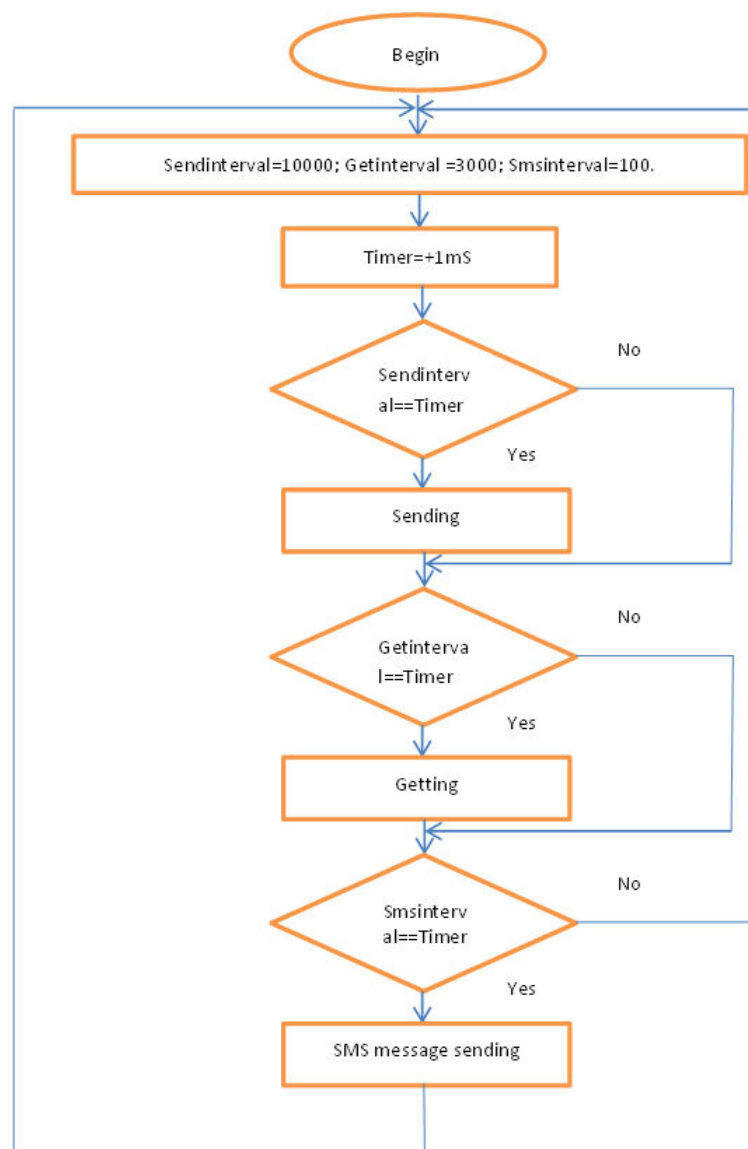 Begin
Sendinterval=10000; Getinterval =3000; Smsinterval=100.
Timer=+1mS
No
Sendinterv
al==Timer
Yes
Sending
No
Getinterva
l==Timer
Yes
Getting
No
Smsinterv
al==Timer
Yes
SMS message sending